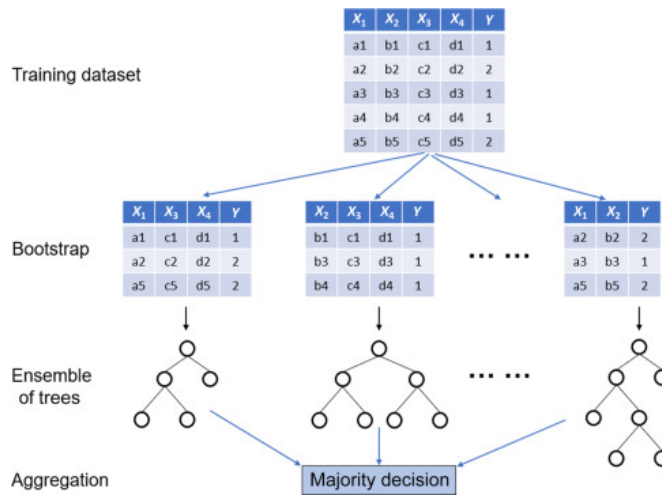 X1 X2 X3 X4 Y
a1 b1 c1 d1 1
a2 b2 c2 d2 2
Training dataset
a3 b3 c3 d3 1
a4 b4 c4 d4 1
a5 b5 c5 d5 2
X1 X3 X4 Y
a1 c1 d1 1
a2 c2 d2 2
a5 c5 d5 2
X2 X3 X4 Y
b1 c1 d1 1
b3 c3 d3 1
b4 c4 d4 1
... ...
X1 X2 Y
a2 b2 2
a3 b3 1
a5 b5 2
Bootstrap
Ensemble
of trees
... ...
Aggregation
Majority decision